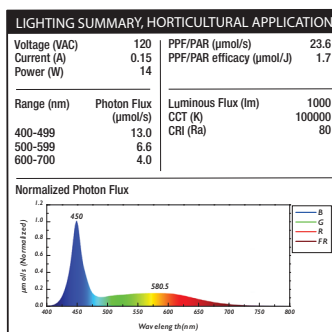 LIGHTING SUMMARY, HORTICULTURAL APPLICATION
Voltage (VAC) 120
Current (A) 0.15
Power (W) 14
PPF/PAR (µmol/s) 23.6
PPF/PAR efficacy (µmol/J) 1.7
Range (nm) Photon Flux
(µmol/s)
400-499 13.0
500-599 6.6
600-700 4.0
Luminous Flux (lm) 1000
CCT (K) 100000
CRI (Ra) 80
Normalized Photon Flux
µmol/s (Normalized)
1.2
1.0
0.8
0.6
0.4
0.2
0.0
450
580.5
B
G
R
FR
400 450 500 550 600 650 700 750 800
Wavelength(nm)